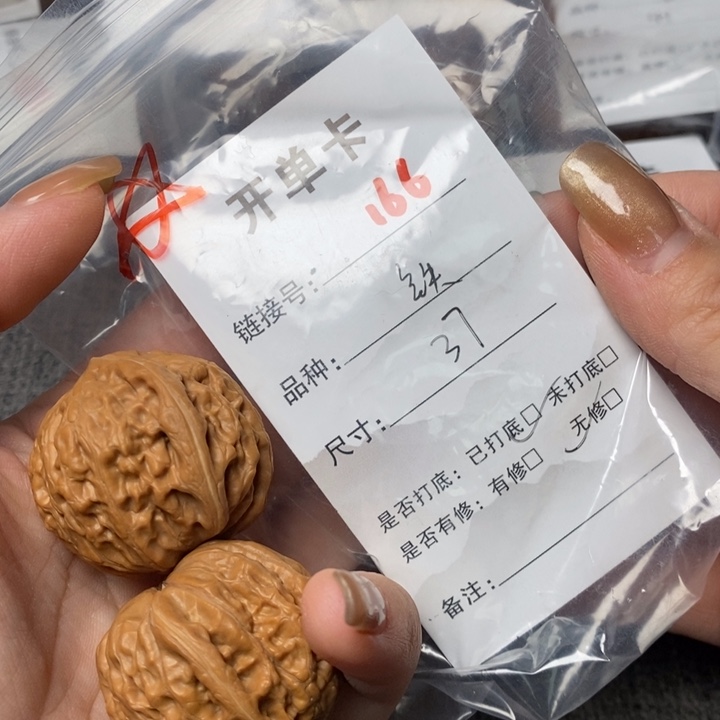 开单卡
166
链接号：
品种：铁
尺寸：37
是否打底：已打底☐ 未打底☐
是否有修：有修☐ 无修☐
备注：